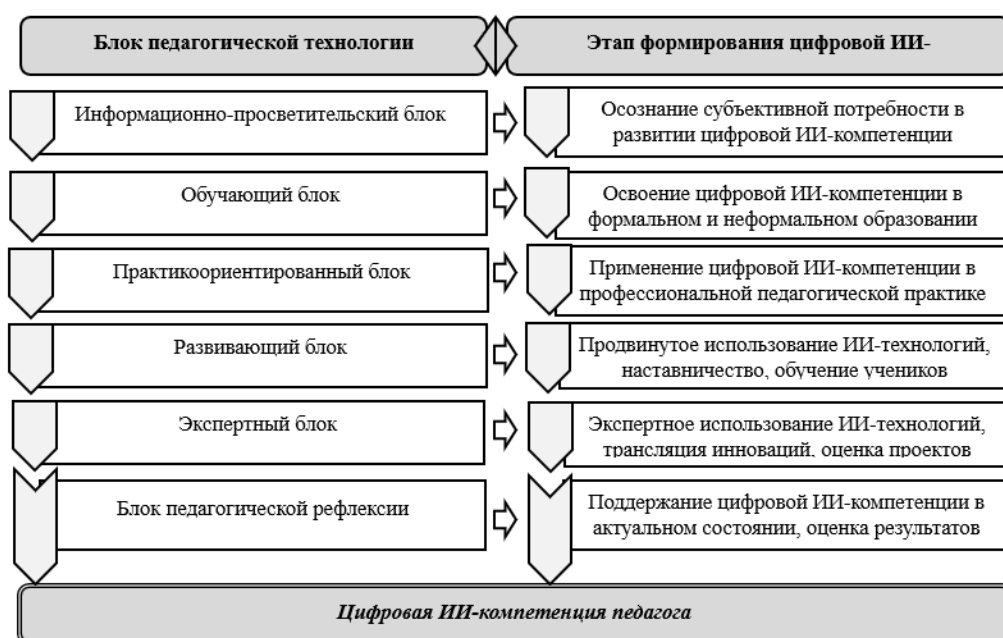 Блок педагогической технологии
Этап формирования цифровой ИИ-
Информационно-просветительский блок
Осознание субъективной потребности в
развитии цифровой ИИ-компетенции
Обучающий блок
Освоение цифровой ИИ-компетенции в
формальном и неформальном образовании
Практикоориентированный блок
Применение цифровой ИИ-компетенции в
профессиональной педагогической практике
Развивающий блок
Продвинутое использование ИИ-технологий,
наставничество, обучение учеников
Экспертный блок
Экспертное использование ИИ-технологий,
трансляция инноваций, оценка проектов
Блок педагогической рефлексии
Поддержание цифровой ИИ-компетенции в
актуальном состоянии, оценка результатов
Цифровая ИИ-компетенция педагога